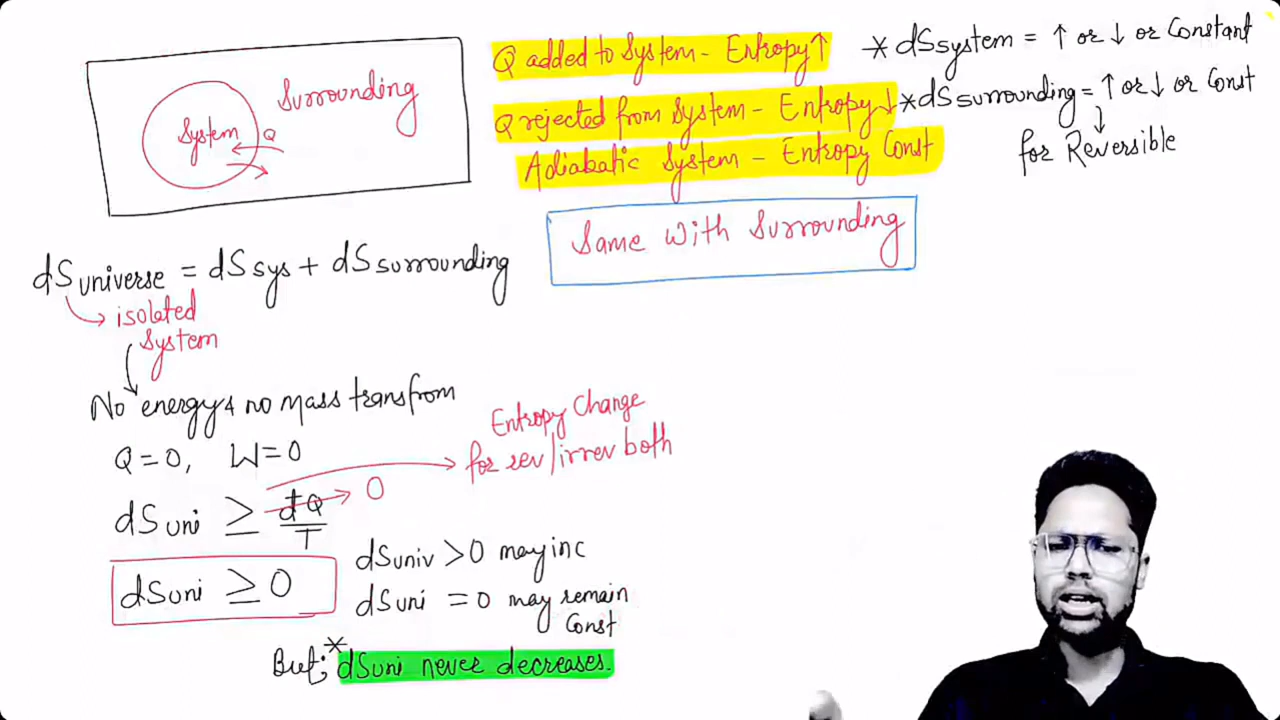 Surrounding
System
Q
Q added to System - Entropy ↑
Q rejected from System - Entropy ↓
Adiabatic System - Entropy Const
Same With Surrounding
* dSsystem = ↑ or ↓ or Constant
* dSsurrounding = ↑ or ↓ or Const
for Reversible
dSuniverse = dSsys + dSsurrounding
isolated
System
No energy & no mass transfrom
Q = 0, W = 0
Entropy Change
for rev/irrev both
dSuni ≥ dQ/T
0
dSuni ≥ 0
dSuniv > 0 may inc
dSuni = 0 may remain
Const
But; * dSuni never decreases.